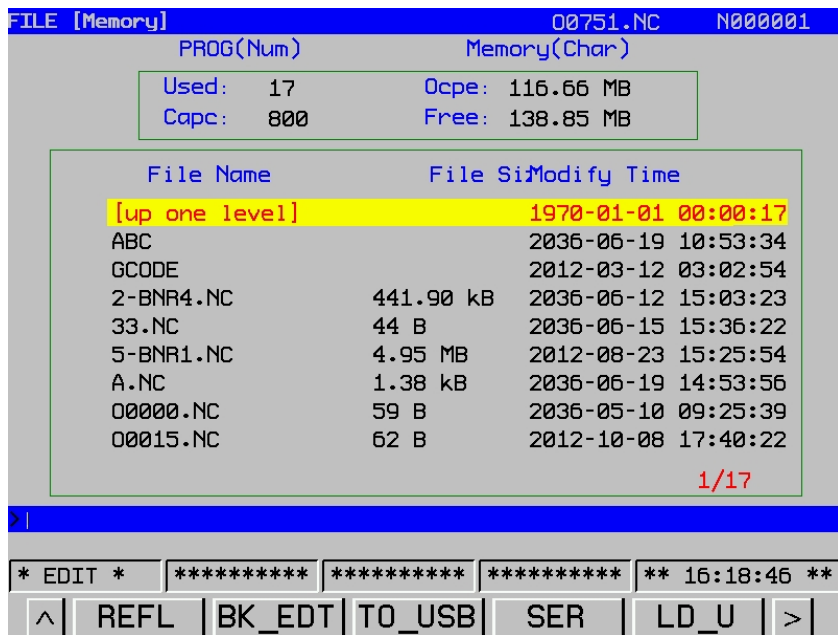 FILE [Memory] O0751.NC N000001
PROG(Num) Memory(Char)
Used: 17 Ocpe: 116.66 MB
Capc: 800 Free: 138.85 MB
File Name File Si Modify Time
[up one level] 1970-01-01 00:00:17
ABC 2036-06-19 10:53:34
GCODE 2012-03-12 03:02:54
2-BNR4.NC 441.90 kB 2036-06-12 15:03:23
33.NC 44 B 2036-06-15 15:36:22
5-BNR1.NC 4.95 MB 2012-08-23 15:25:54
A.NC 1.38 kB 2036-06-19 14:53:56
O0000.NC 59 B 2036-05-10 09:25:39
O0015.NC 62 B 2012-10-08 17:40:22
1/17
>|
* EDIT * ********** ********** ********** ** 16:18:46 **
^ REFL BK_EDT TO_USB SER LD_U >